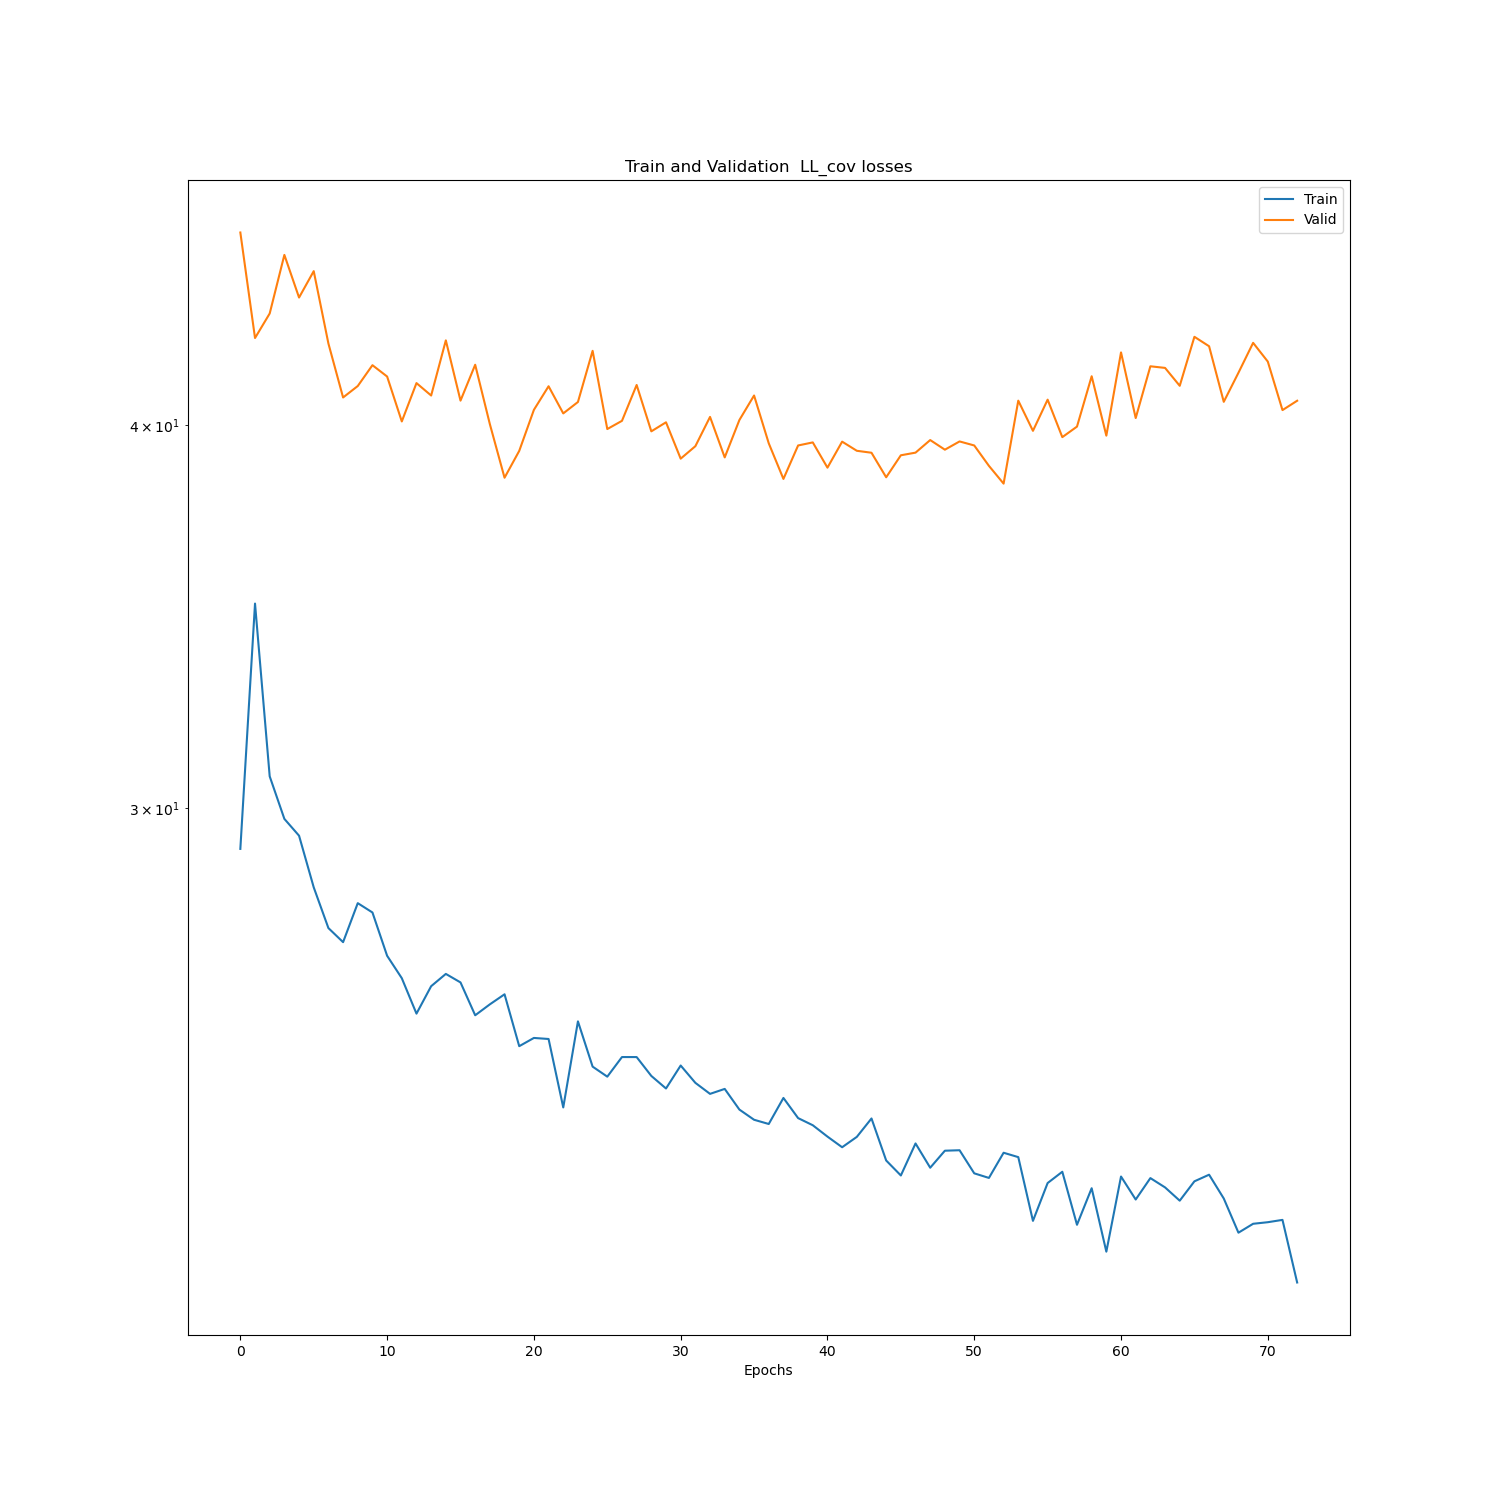 Train and Validation  LL_cov losses
Train
Valid
4 × 10¹
3 × 10¹
0 10 20 30 40 50 60 70
Epochs